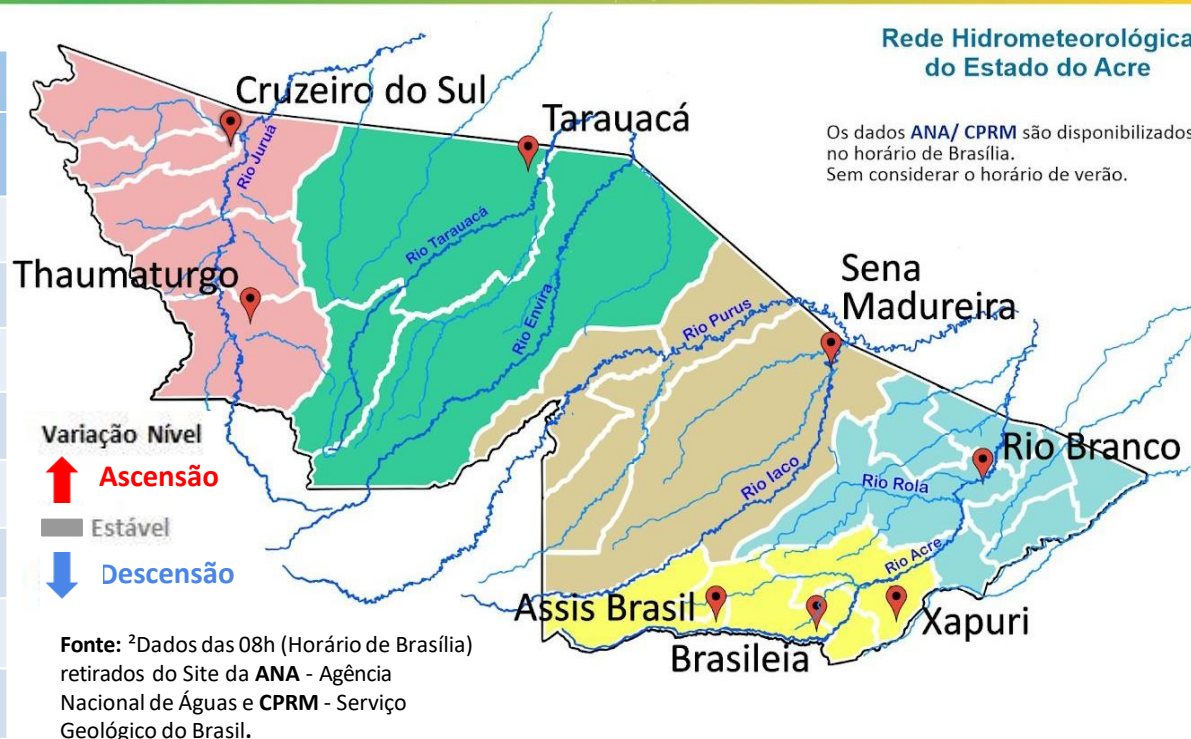 Rede Hidrometeorológica
do Estado do Acre
Os dados ANA/ CPRM são disponibilizados
no horário de Brasília.
Sem considerar o horário de verão.
Cruzeiro do Sul
Tarauacá
Rio Juruá
Rio Tarauacá
Thaumaturgo
Rio Envira
Sena
Madureira
Rio Purus
Rio Branco
Rio Iaco
Rio Rola
Rio Acre
Assis Brasil
Brasileia
Xapuri
Variação Nível
Ascensão
Estável
Descensão
Fonte: ²Dados das 08h (Horário de Brasília)
retirados do Site da ANA - Agência
Nacional de Águas e CPRM - Serviço
Geológico do Brasil.